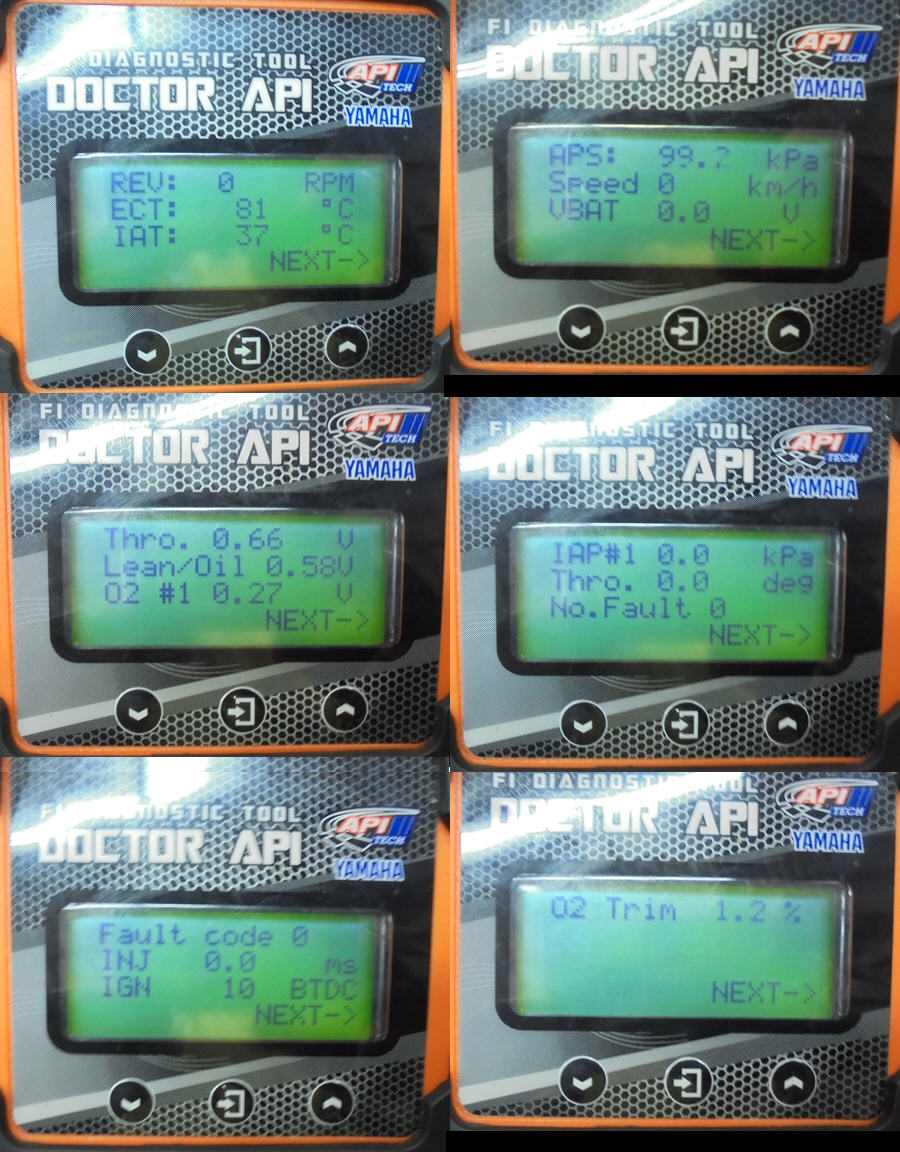 FI DIAGNOSTIC TOOL
DOCTOR API
API TECH
YAMAHA
REV: 0 RPM
ECT: 81 °C
IAT: 37 °C
NEXT->
FI DIAGNOSTIC TOOL
DOCTOR API
API TECH
YAMAHA
APS: 99.2 kPa
Speed 0 km/h
VBAT 0.0 V
NEXT->
FI DIAGNOSTIC TOOL
DOCTOR API
API TECH
YAMAHA
Thro. 0.66 V
Lean/Oil 0.58V
O2 #1 0.27 V
NEXT->
FI DIAGNOSTIC TOOL
DOCTOR API
API TECH
YAMAHA
IAP#1 0.0 kPa
Thro. 0.0 deg
No.Fault 0
NEXT->
FI DIAGNOSTIC TOOL
DOCTOR API
API TECH
YAMAHA
Fault code 0
INJ 0.0 ms
IGN 10 BTDC
NEXT->
FI DIAGNOSTIC TOOL
DOCTOR API
API TECH
YAMAHA
O2 Trim 1.2 %
NEXT->